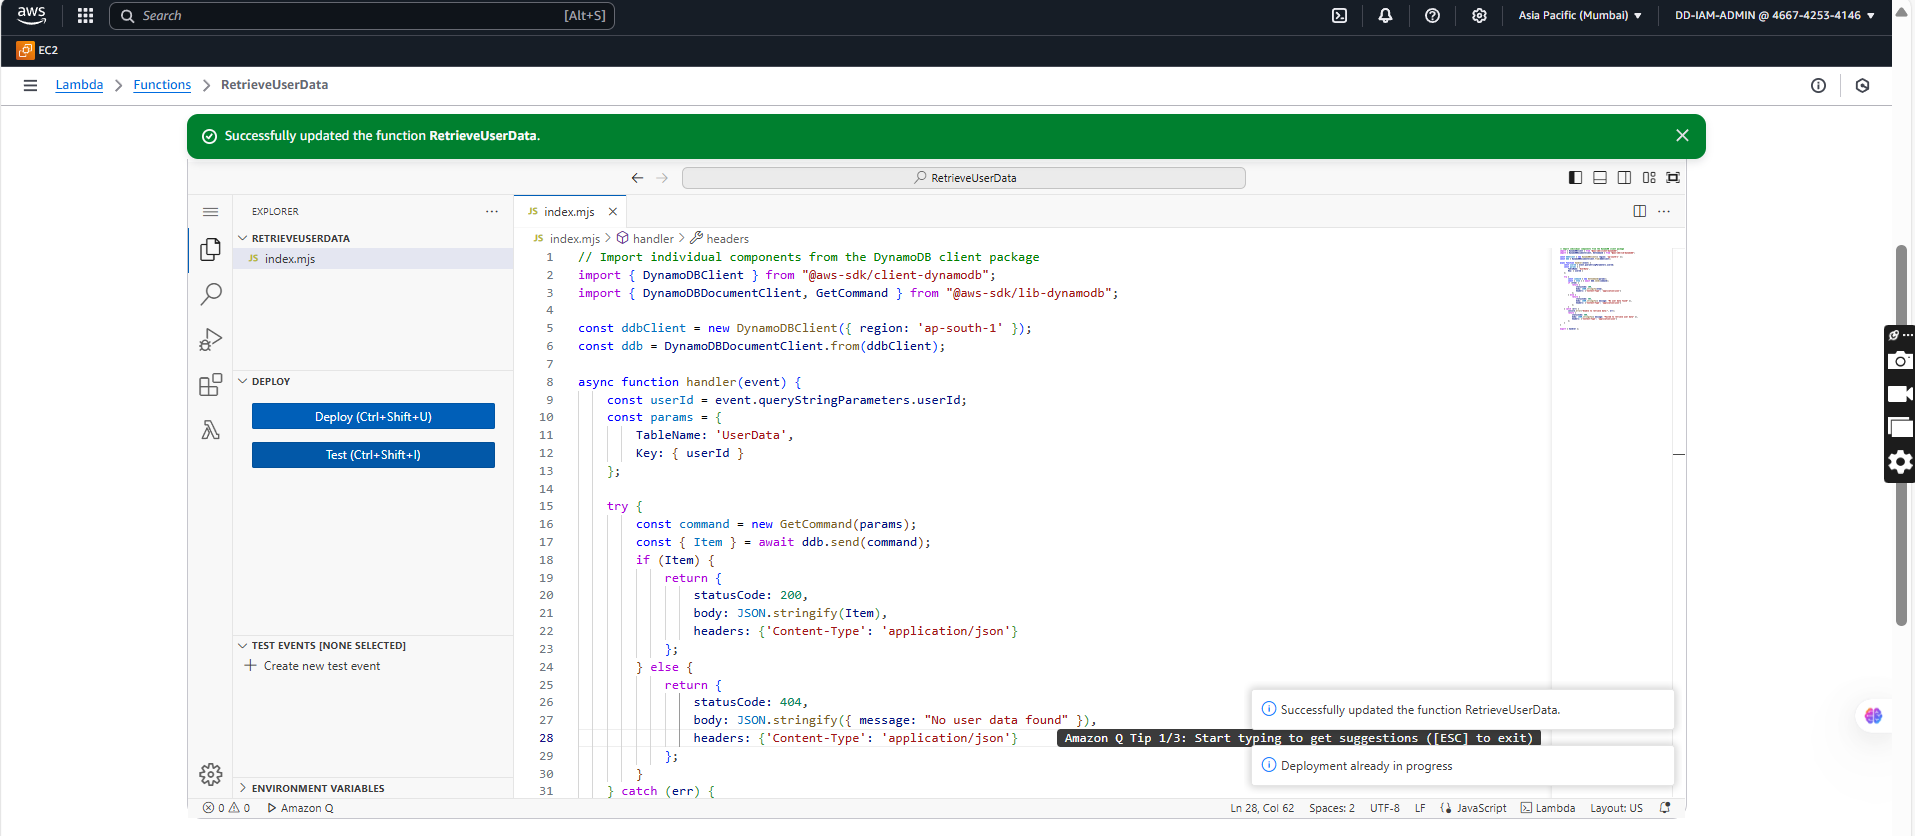 aws
Search [Alt+S]
Asia Pacific (Mumbai) ▼
DD-IAM-ADMIN @ 4667-4253-4146 ▼
EC2
Lambda > Functions > RetrieveUserData
Successfully updated the function RetrieveUserData.
RetrieveUserData
EXPLORER
RETRIEVEUSERDATA
JS index.mjs
DEPLOY
Deploy (Ctrl+Shift+U)
Test (Ctrl+Shift+I)
TEST EVENTS [NONE SELECTED]
+ Create new test event
ENVIRONMENT VARIABLES
JS index.mjs
JS index.mjs > handler > headers
1 // Import individual components from the DynamoDB client package
2 import { DynamoDBClient } from "@aws-sdk/client-dynamodb";
3 import { DynamoDBDocumentClient, GetCommand } from "@aws-sdk/lib-dynamodb";
4
5 const ddbClient = new DynamoDBClient({ region: 'ap-south-1' });
6 const ddb = DynamoDBDocumentClient.from(ddbClient);
7
8 async function handler(event) {
9 const userId = event.queryStringParameters.userId;
10 const params = {
11 TableName: 'UserData',
12 Key: { userId }
13 };
14
15 try {
16 const command = new GetCommand(params);
17 const { Item } = await ddb.send(command);
18 if (Item) {
19 return {
20 statusCode: 200,
21 body: JSON.stringify(Item),
22 headers: {'Content-Type': 'application/json'}
23 };
24 } else {
25 return {
26 statusCode: 404,
27 body: JSON.stringify({ message: "No user data found" }),
28 headers: {'Content-Type': 'application/json'}
29 };
30 }
31 } catch (err) {
Successfully updated the function RetrieveUserData.
Amazon Q Tip 1/3: Start typing to get suggestions ([ESC] to exit)
Deployment already in progress
0 0 Amazon Q
Ln 28, Col 62 Spaces: 2 UTF-8 LF JavaScript Lambda Layout: US